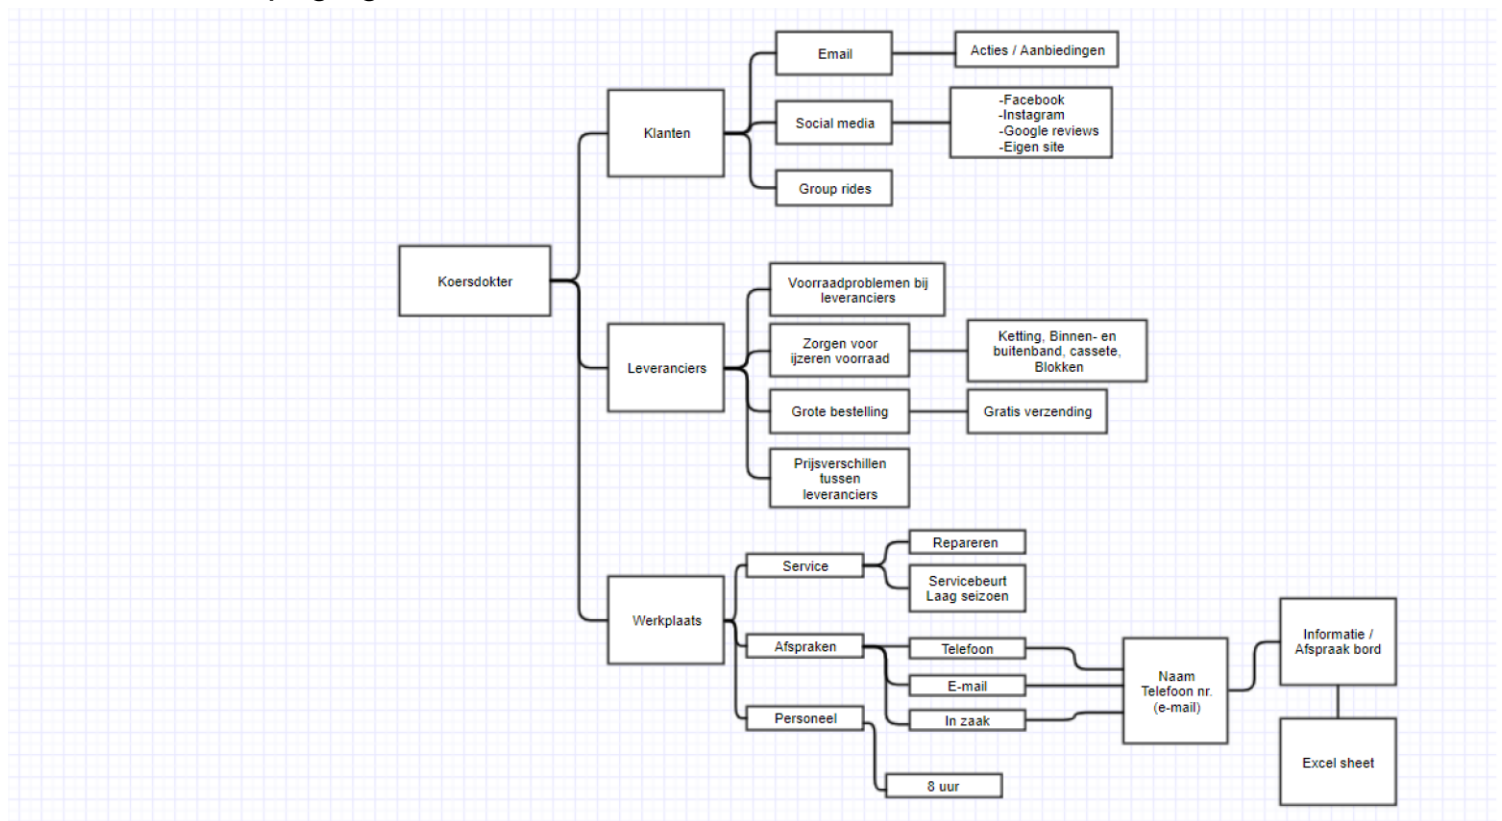 Email
Acties / Aanbiedingen
Klanten
Social media
-Facebook
-Instagram
-Google reviews
-Eigen site
Group rides
Koersdokter
Leveranciers
Voorraadproblemen bij
leveranciers
Zorgen voor
ijzeren voorraad
Ketting, Binnen- en
buitenband, cassete,
Blokken
Grote bestelling
Gratis verzending
Prijsverschillen
tussen
leveranciers
Werkplaats
Service
Repareren
Servicebeurt
Laag seizoen
Afspraken
Telefoon
E-mail
In zaak
Naam
Telefoon nr.
(e-mail)
Informatie /
Afspraak bord
Excel sheet
Personeel
8 uur